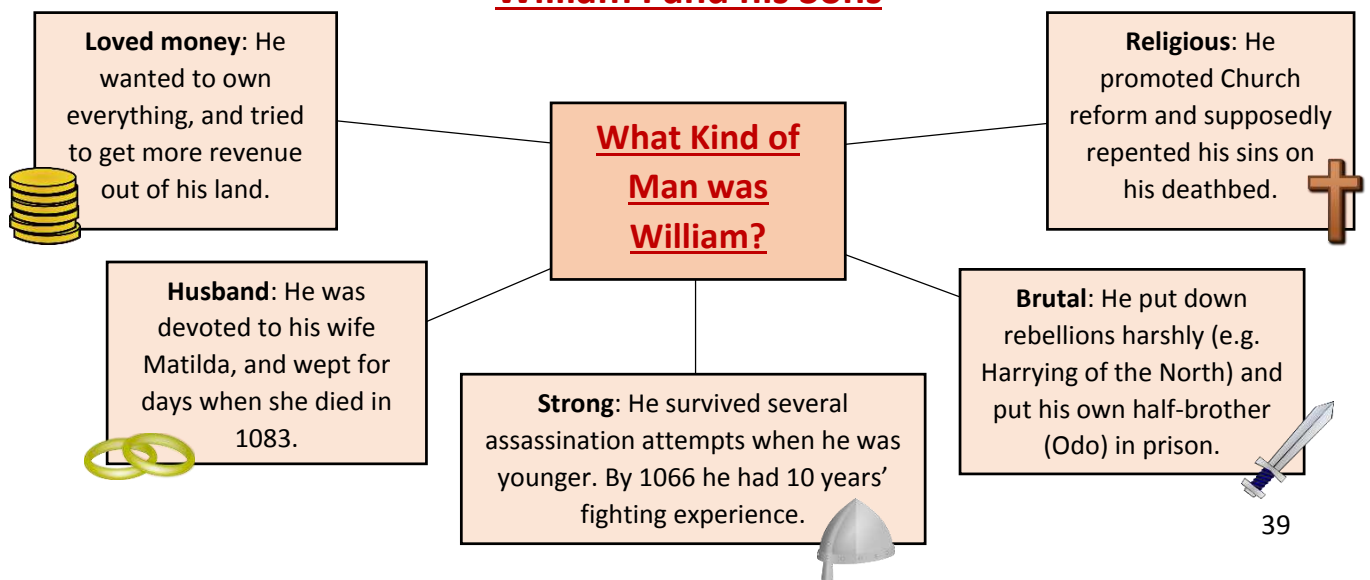 William I and his Sons
Loved money: He
wanted to own
everything, and tried
to get more revenue
out of his land.
What Kind of
Man was
William?
Religious: He
promoted Church
reform and supposedly
repented his sins on
his deathbed.
Husband: He was
devoted to his wife
Matilda, and wept for
days when she died in
1083.
Strong: He survived several
assassination attempts when he was
younger. By 1066 he had 10 years’
fighting experience.
Brutal: He put down
rebellions harshly (e.g.
Harrying of the North) and
put his own half-brother
(Odo) in prison.
39